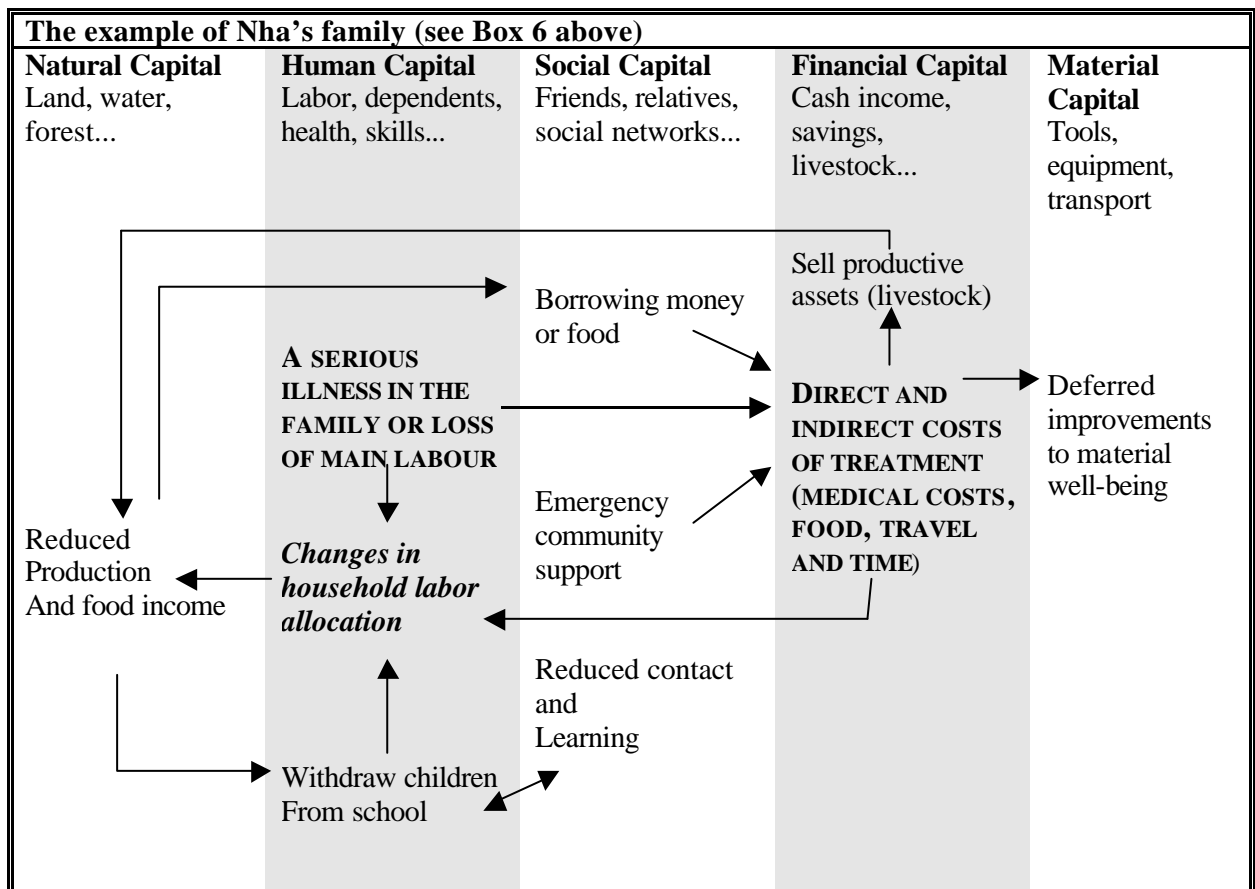 The example of Nha's family (see Box 6 above)
Natural Capital
Land, water,
forest...
Human Capital
Labor, dependents,
health, skills...
Social Capital
Friends, relatives,
social networks...
Financial Capital
Cash income,
savings,
livestock...
Material
Capital
Tools,
equipment,
transport
Sell productive
assets (livestock)
Borrowing money
or food
A SERIOUS
ILLNESS IN THE
FAMILY OR LOSS
OF MAIN LABOUR
DIRECT AND
INDIRECT COSTS
OF TREATMENT
(MEDICAL COSTS,
FOOD, TRAVEL
AND TIME)
Deferred
improvements
to material
well-being
Emergency
community
support
Reduced
Production
And food income
Changes in
household labor
allocation
Reduced contact
and
Learning
Withdraw children
From school